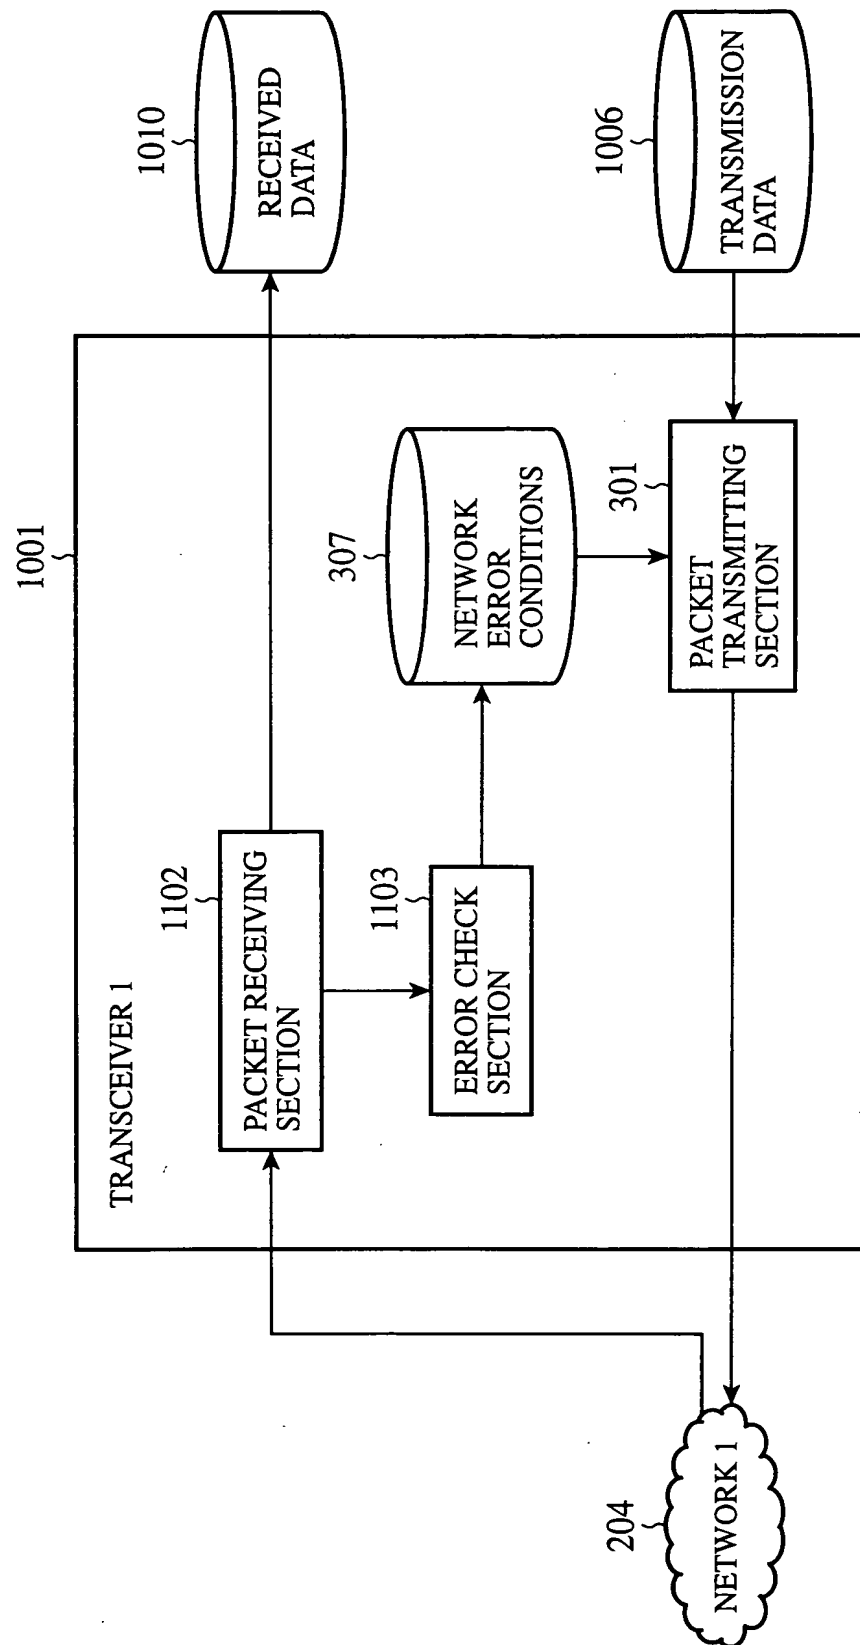 1001
TRANSCEIVER 1
1102
PACKET RECEIVING
SECTION
1103
ERROR CHECK
SECTION
307
NETWORK
ERROR
CONDITIONS
301
PACKET
TRANSMITTING
SECTION
1010
RECEIVED
DATA
1006
TRANSMISSION
DATA
204
NETWORK 1